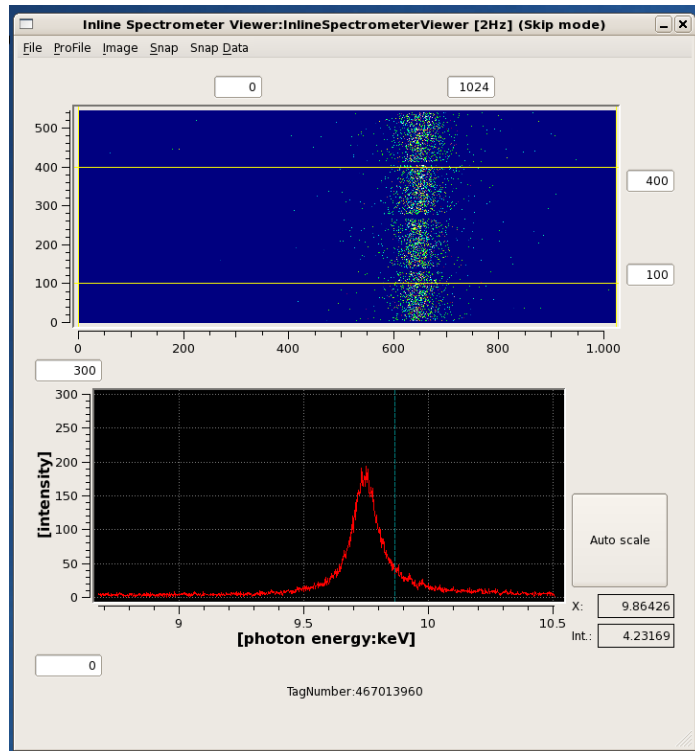 Inline Spectrometer Viewer:InlineSpectrometerViewer [2Hz] (Skip mode)
File ProFile Image Snap Snap Data
0 1024
500
400
300
200
100
0
400
100
0 200 400 600 800 1.000
300
300
250
200
150
100
50
0
[intensity]
9 9.5 10 10.5
[photon energy:keV]
Auto scale
X: 9.86426
Int.: 4.23169
0
TagNumber:467013960